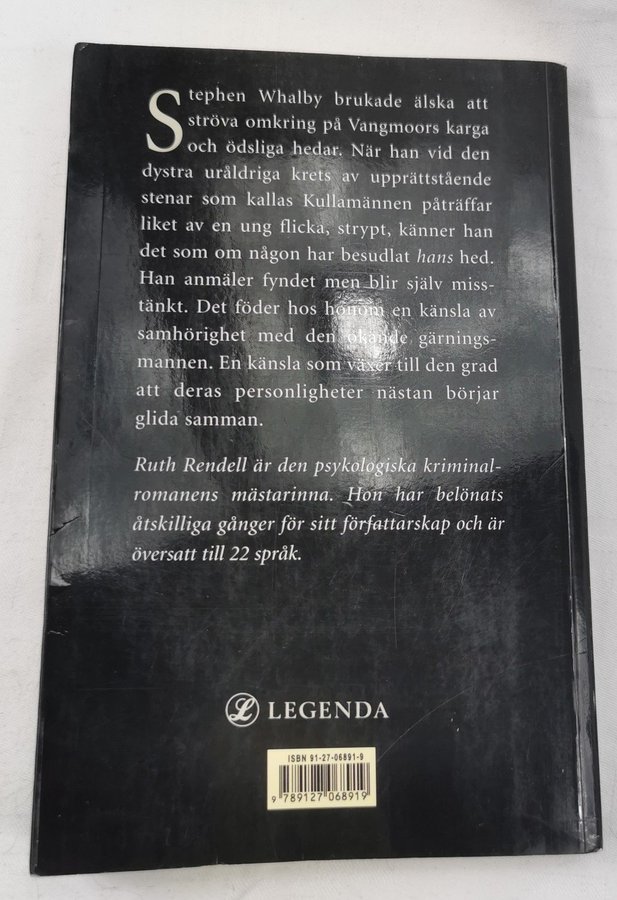 Stephen Whalby brukade älska att
ströva omkring på Vangmoors karga
och ödsliga hedar. När han vid den
dystra uråldriga krets av upprättstående
stenar som kallas Kullamännen påträffar
liket av en ung flicka, strypt, känner han
det som om någon har besudlat hans hed.
Han anmäler fyndet men blir själv miss-
tänkt. Det föder hos honom en känsla av
samhörighet med den okände gärnings-
mannen. En känsla som växer till den grad
att deras personligheter nästan börjar
glida samman.
Ruth Rendell är den psykologiska kriminal-
romanens mästarinna. Hon har belönats
åtskilliga gånger för sitt författarskap och är
översatt till 22 språk.
L LEGENDA
ISBN 91-27-06891-9
9 789127 068919